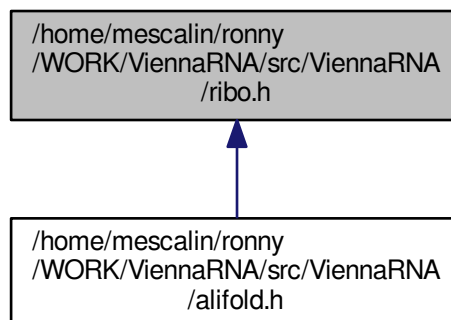 /home/mescalin/ronny
/WORK/ViennaRNA/src/ViennaRNA
/ribo.h
/home/mescalin/ronny
/WORK/ViennaRNA/src/ViennaRNA
/alifold.h